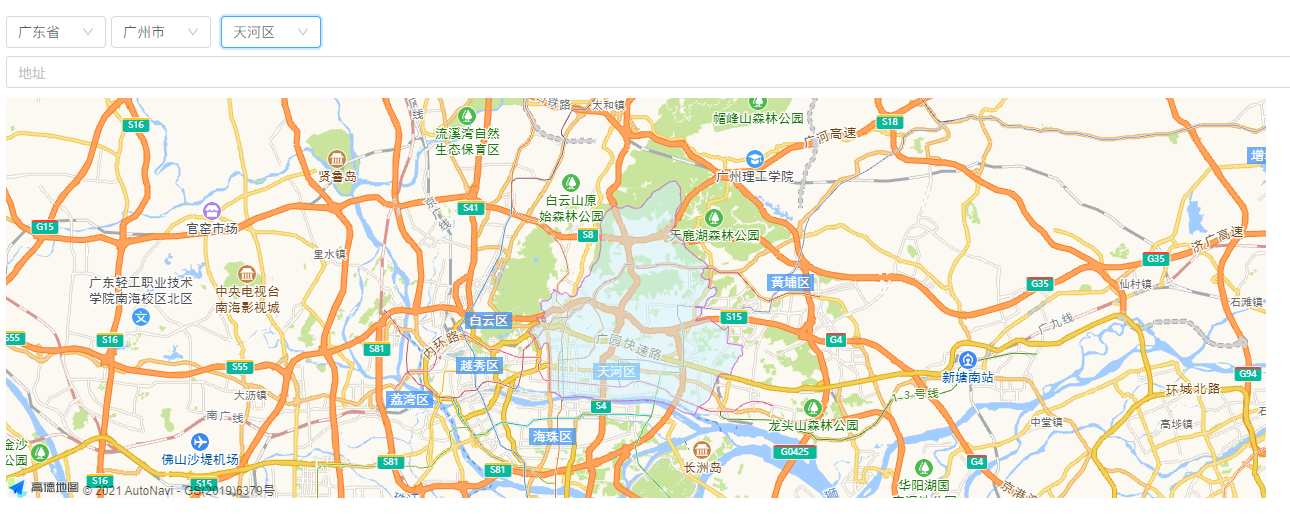 广东省 广州市 天河区
地址
S16
太和镇
帽峰山森林公园
S18
广河高速
流溪湾自然
生态保育区
贤鲁岛
广州理工学院
白云山原
始森林公园
S41
京广线
官窑市场
G15
S8
天鹿湖森林公园
济广高速
G35
里水镇
广东轻工职业技术
学院南海校区北区
中央电视台
南海影视城
黄埔区
G35
仙村镇
石滩镇
白云区
S15
广九线
S55
S16
S81
内环路
广园快速路
G4
越秀区
天河区
新塘南站
G94
S55
大沥镇
荔湾区
S4
环城北路
南广线
海珠区
龙头山森林公园
中堂镇
高埗镇
金沙
公园
佛山沙堤机场
S81
S81
长洲岛
G0425
G4
S16
S15
华阳湖国
高德地图 © 2021 AutoNavi - GS(2019)6379号